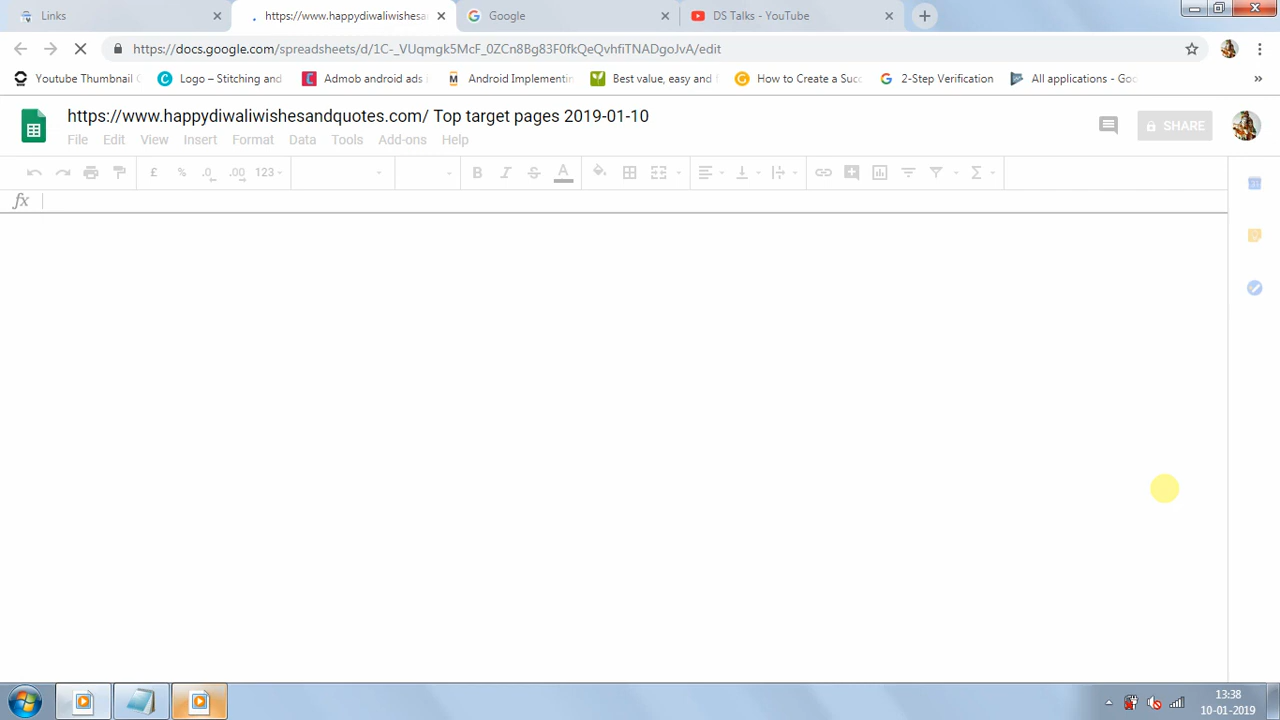 Links
https://www.happydiwaliwishesa
Google
DS Talks - YouTube
https://docs.google.com/spreadsheets/d/1C-_VUqmgk5McF_0ZCn8Bg83F0fkQeQvhfiTNADgoJvA/edit
Youtube Thumbnail
Logo – Stitching and
Admob android ads
Android Implementin
Best value, easy and
How to Create a Succ
2-Step Verification
All applications - Goo
»
https://www.happydiwaliwishesandquotes.com/ Top target pages 2019-01-10
File Edit View Insert Format Data Tools Add-ons Help
SHARE
£ % .0 .00 123 B I S A Σ
fx
13:38
10-01-2019